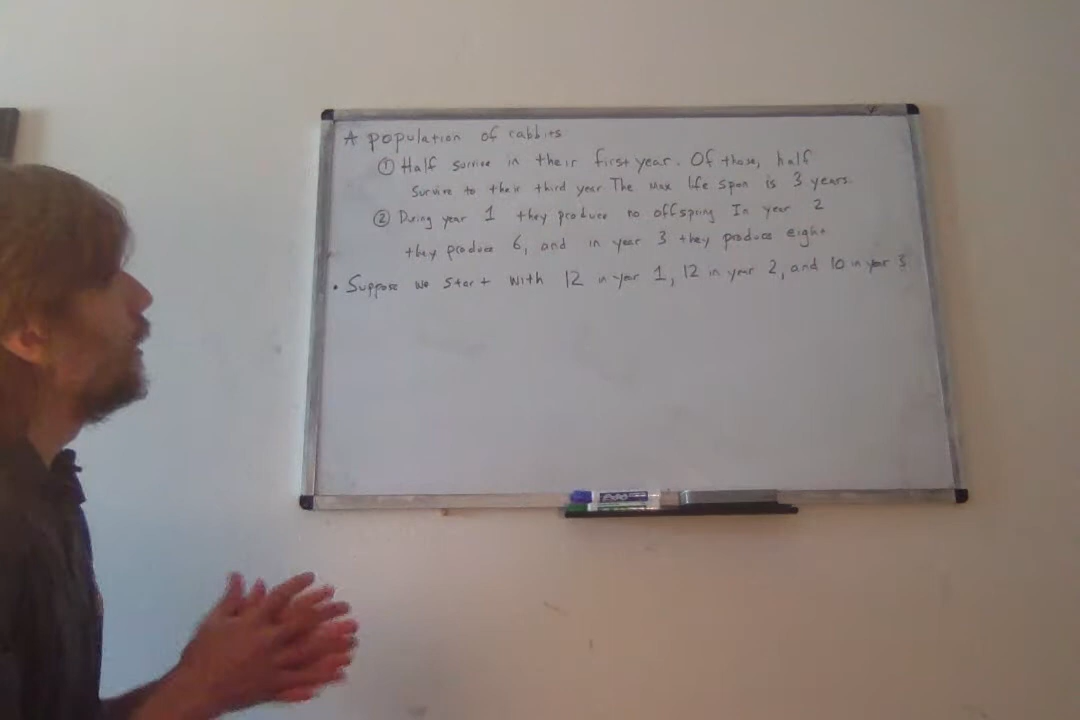 A population of rabbits
① Half survive in their first year. Of those, half
survive to their third year The max life span is 3 years.
② During year 1 they produce no offspring In year 2
they produce 6, and in year 3 they produce eight
• Suppose we start with 12 in year 1, 12 in year 2, and 10 in year 3
EXPO